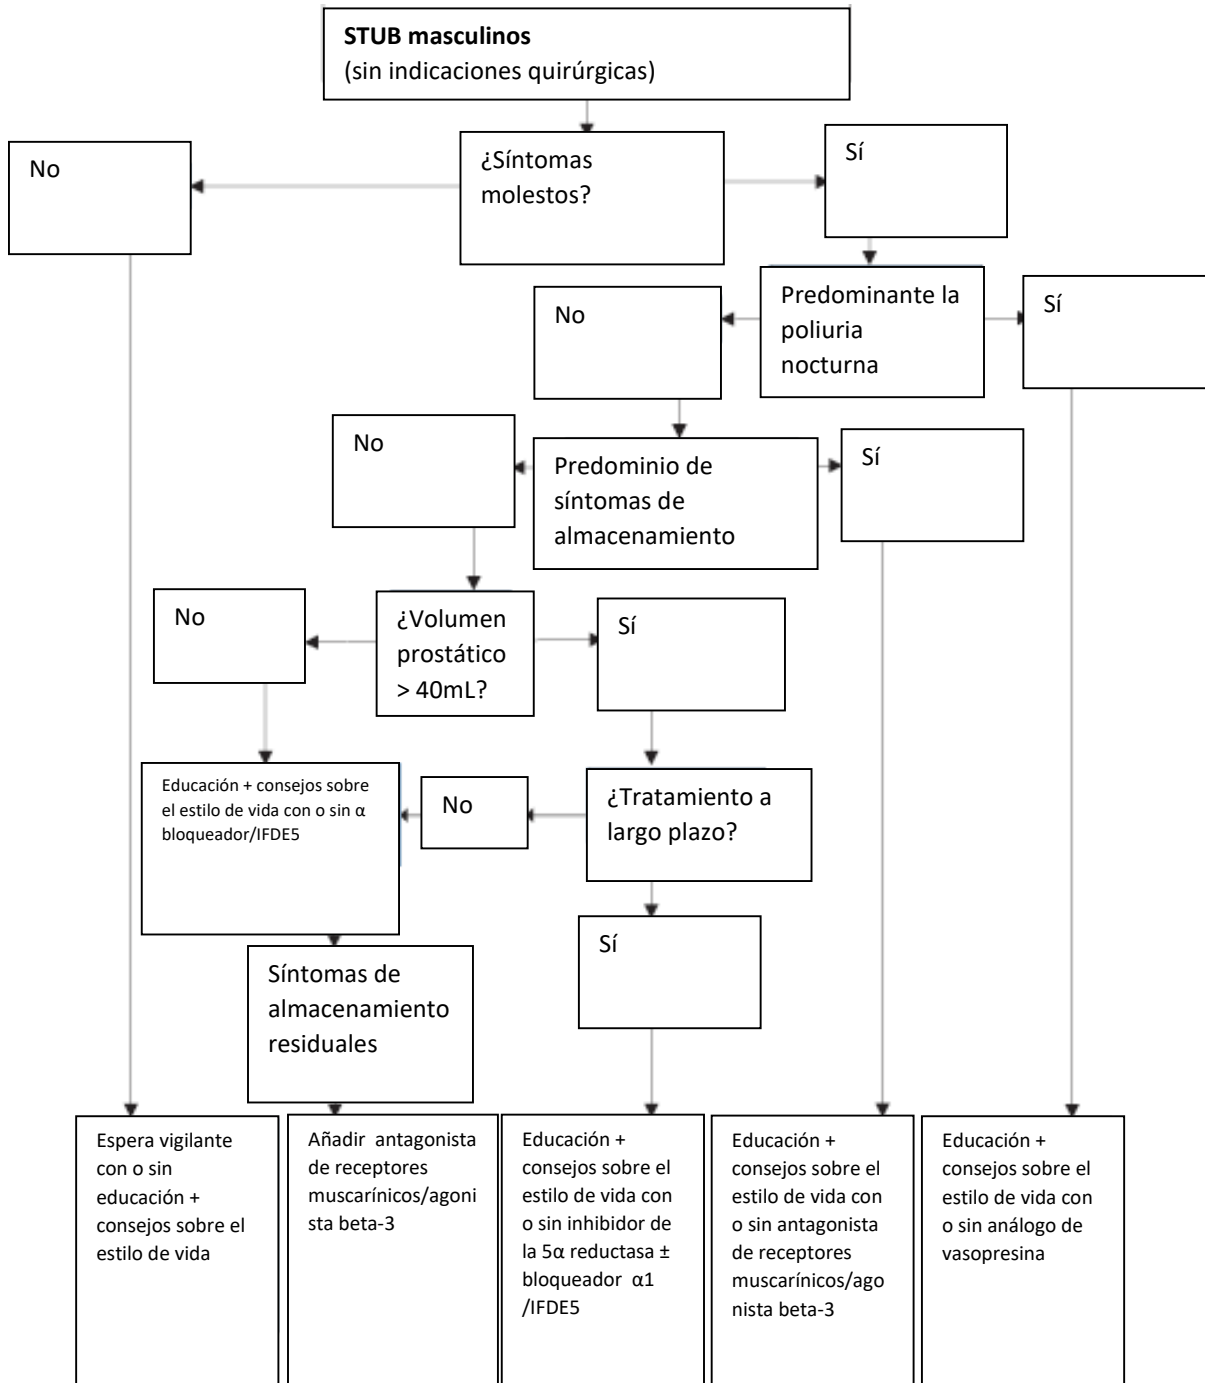 STUB masculinos
(sin indicaciones quirúrgicas)
No
¿Síntomas
molestos?
Sí
No
Predominante la
poliuria
nocturna
Sí
No
Predominio de
síntomas de
almacenamiento
Sí
No
¿Volumen
prostático
> 40mL?
Sí
Educación + consejos sobre
el estilo de vida con o sin α
bloqueador/IFDE5
No
¿Tratamiento a
largo plazo?
Síntomas de
almacenamiento
residuales
Sí
Espera vigilante
con o sin
educación +
consejos sobre el
estilo de vida
Añadir antagonista
de receptores
muscarínicos/agoni
sta beta-3
Educación +
consejos sobre el
estilo de vida con
o sin inhibidor de
la 5α reductasa ±
bloqueador α1
/IFDE5
Educación +
consejos sobre el
estilo de vida con
o sin antagonista
de receptores
muscarínicos/ago
nista beta-3
Educación +
consejos sobre el
estilo de vida con
o sin análogo de
vasopresina